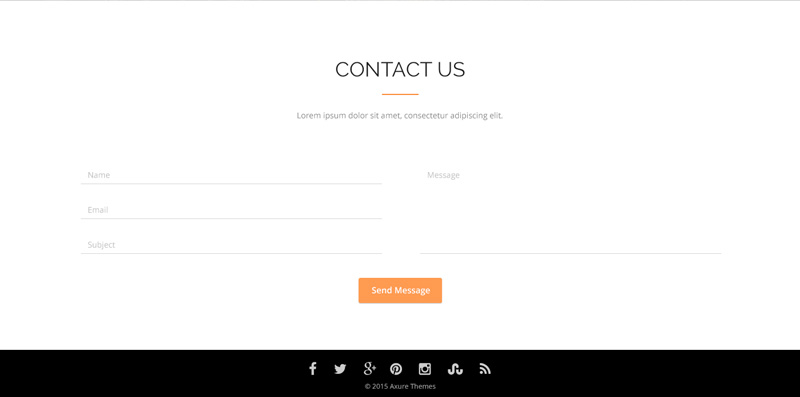 CONTACT US
Lorem ipsum dolor sit amet, consectetur adipiscing elit.
Name
Email
Subject
Message
Send Message
© 2015 Axure Themes